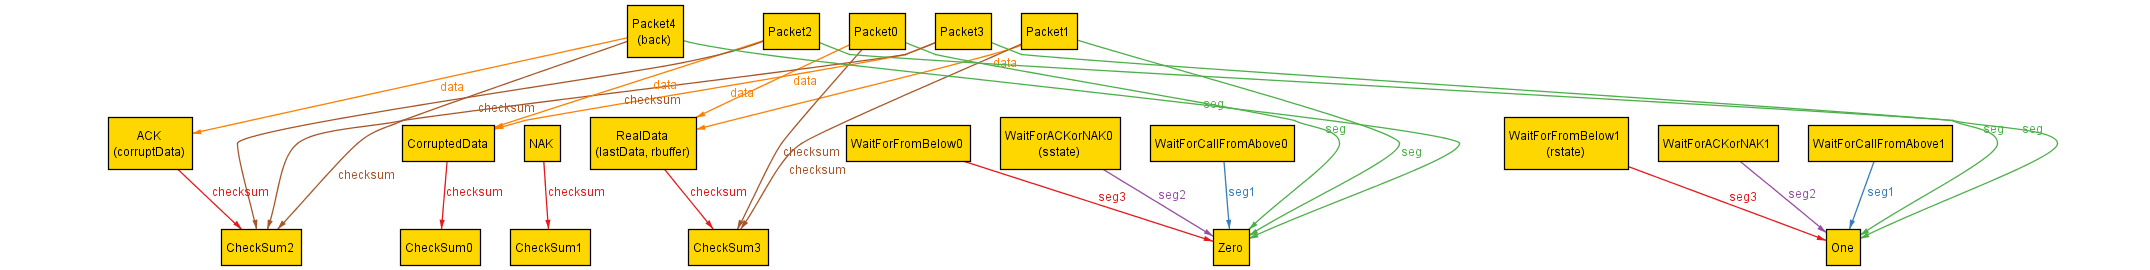 Packet4
(back)
Packet2
Packet0
Packet3
Packet1
data
data
data
data
data
checksum
checksum
seg
ACK
(corruptData)
CorruptedData
NAK
RealData
(lastData, rbuffer)
WaitForFromBelow0
WaitForACKorNAK0
(sstate)
WaitForCallFromAbove0
seg
WaitForFromBelow1
(rstate)
WaitForACKorNAK1
WaitForCallFromAbove1
seg
seg
checksum
checksum
checksum
seg
checksum
checksum
checksum
checksum
seg3
seg2
seg1
seg3
seg2
seg1
CheckSum2
CheckSum0
CheckSum1
CheckSum3
Zero
One